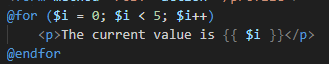 @for ($i = 0; $i < 5; $i++)
<p>The current value is {{ $i }}</p>
@endfor